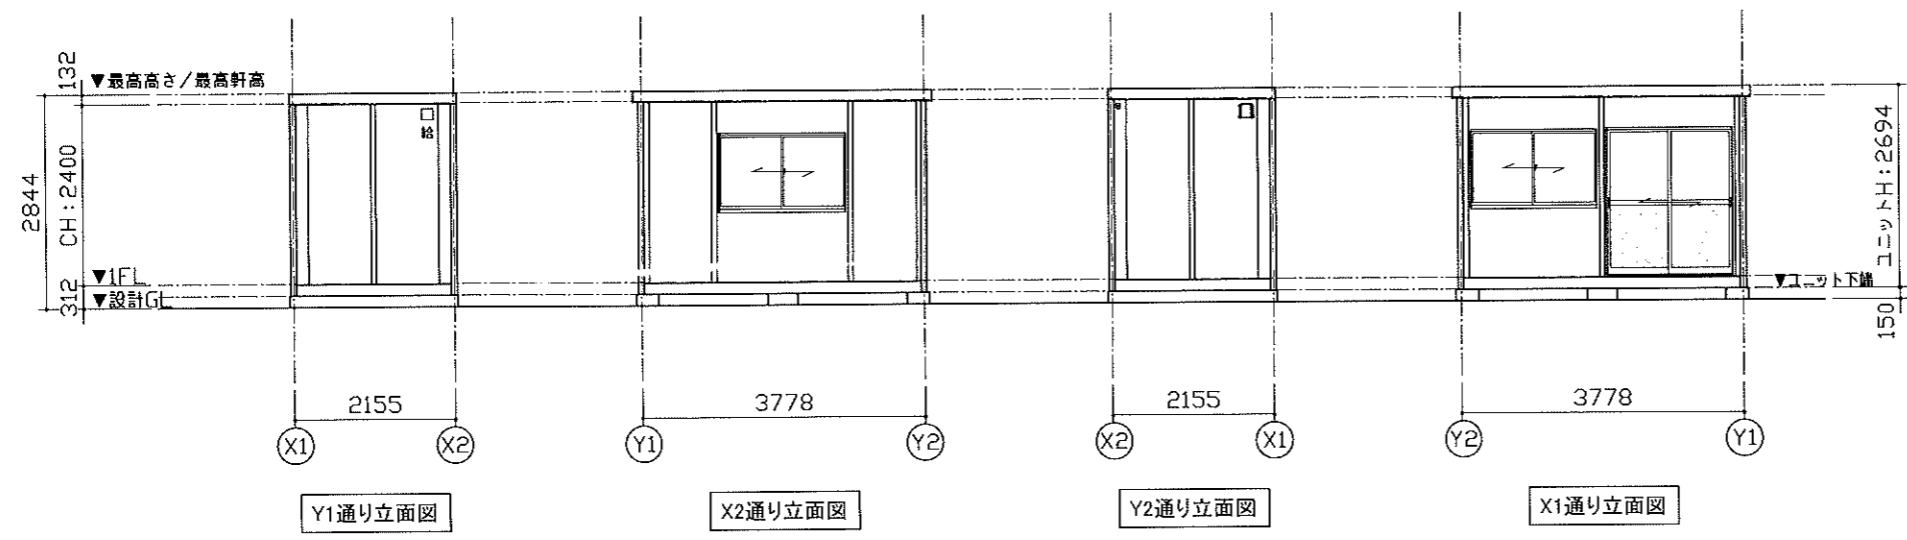 132
▼最高高さ/最高軒高
2844
CH:2400
312
▼1FL
▼設計GL
給
ユニットH:2694
▼ユニット下端
150
2155
3778
2155
3778
X1
X2
Y1
Y2
X2
X1
Y2
Y1
Y1通り立面図
X2通り立面図
Y2通り立面図
X1通り立面図